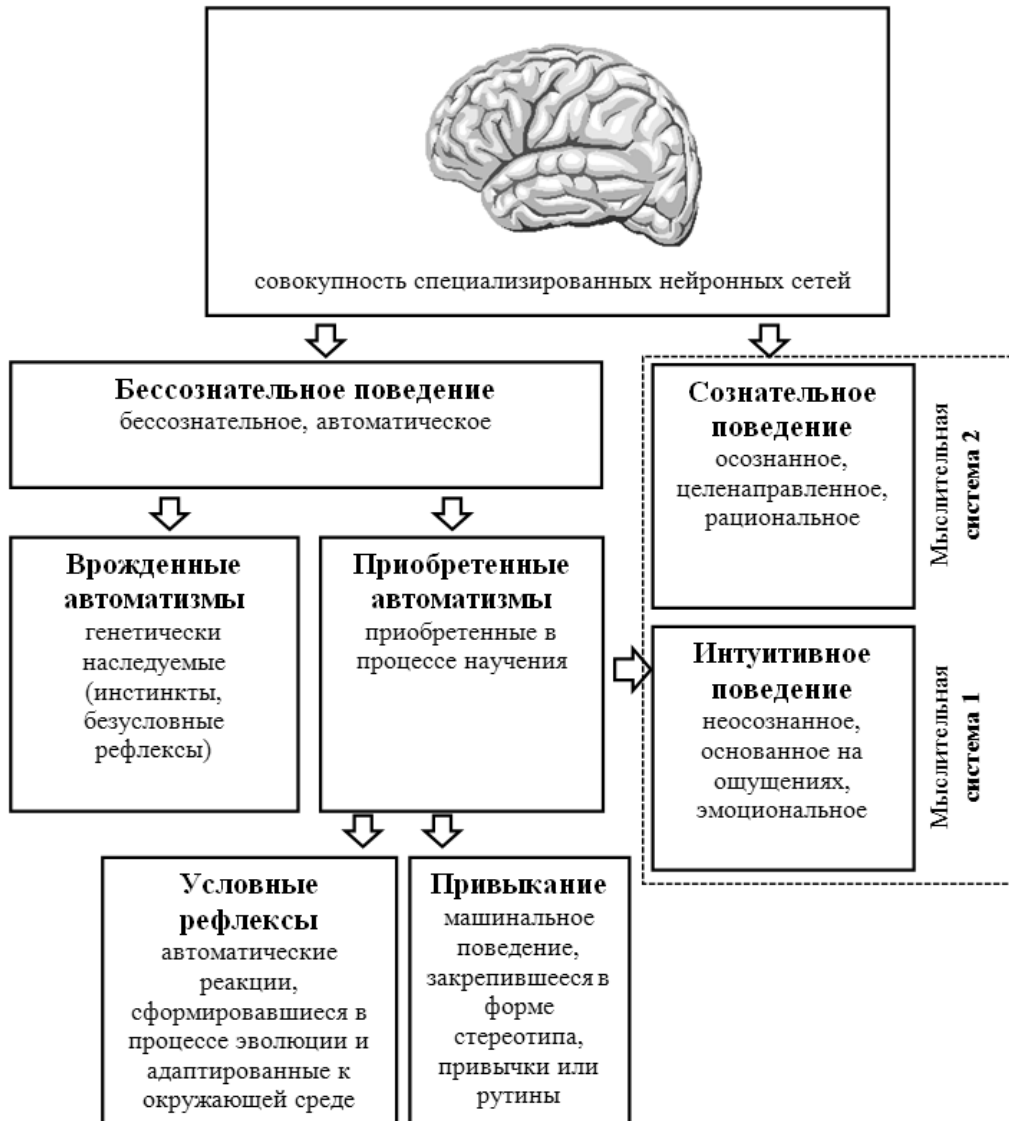 совокупность специализированных нейронных сетей
Бессознательное поведение
бессознательное, автоматическое
Сознательное
поведение
осознанное,
целенаправленное,
рациональное
Мыслительная
система 2
Врожденные
автоматизмы
генетически
наследуемые
(инстинкты,
безусловные
рефлексы)
Приобретенные
автоматизмы
приобретенные в
процессе научения
Интуитивное
поведение
неосознанное,
основанное на
ощущениях,
эмоциональное
Мыслительная
система 1
Условные
рефлексы
автоматические
реакции,
сформировавшиеся в
процессе эволюции и
адаптированные к
окружающей среде
Привыкание
машинальное
поведение,
закрепившееся в
форме
стереотипа,
привычки или
рутины